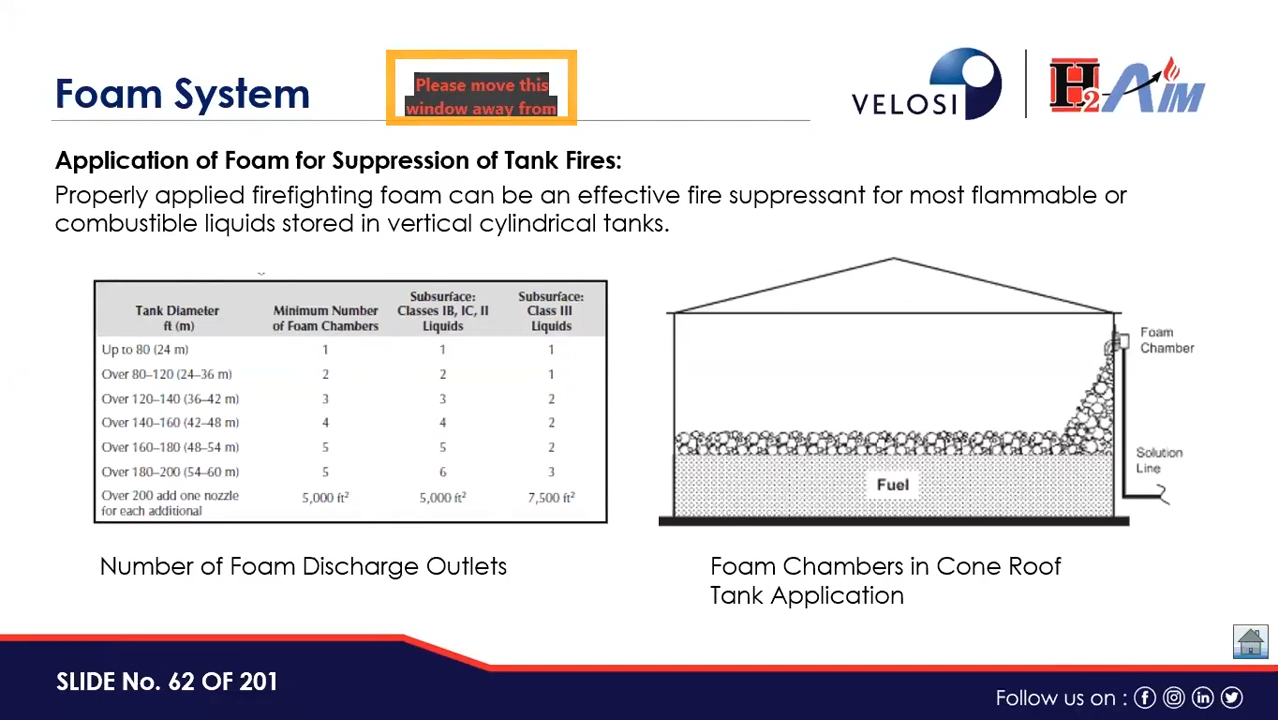 Foam System
Please move this
window away from
VELOSI
H2AIM
Application of Foam for Suppression of Tank Fires:
Properly applied firefighting foam can be an effective fire suppressant for most flammable or
combustible liquids stored in vertical cylindrical tanks.
Tank Diameter ft (m) Minimum Number of Foam Chambers Subsurface: Classes IB, IC, II Liquids Subsurface: Class III Liquids
Up to 80 (24 m) 1 1 1
Over 80–120 (24–36 m) 2 2 1
Over 120–140 (36–42 m) 3 3 2
Over 140–160 (42–48 m) 4 4 2
Over 160–180 (48–54 m) 5 5 2
Over 180–200 (54–60 m) 5 6 3
Over 200 add one nozzle for each additional 5,000 ft² 5,000 ft² 7,500 ft²
Number of Foam Discharge Outlets
Foam
Chamber
Solution
Line
Fuel
Foam Chambers in Cone Roof
Tank Application
SLIDE No. 62 OF 201
Follow us on :